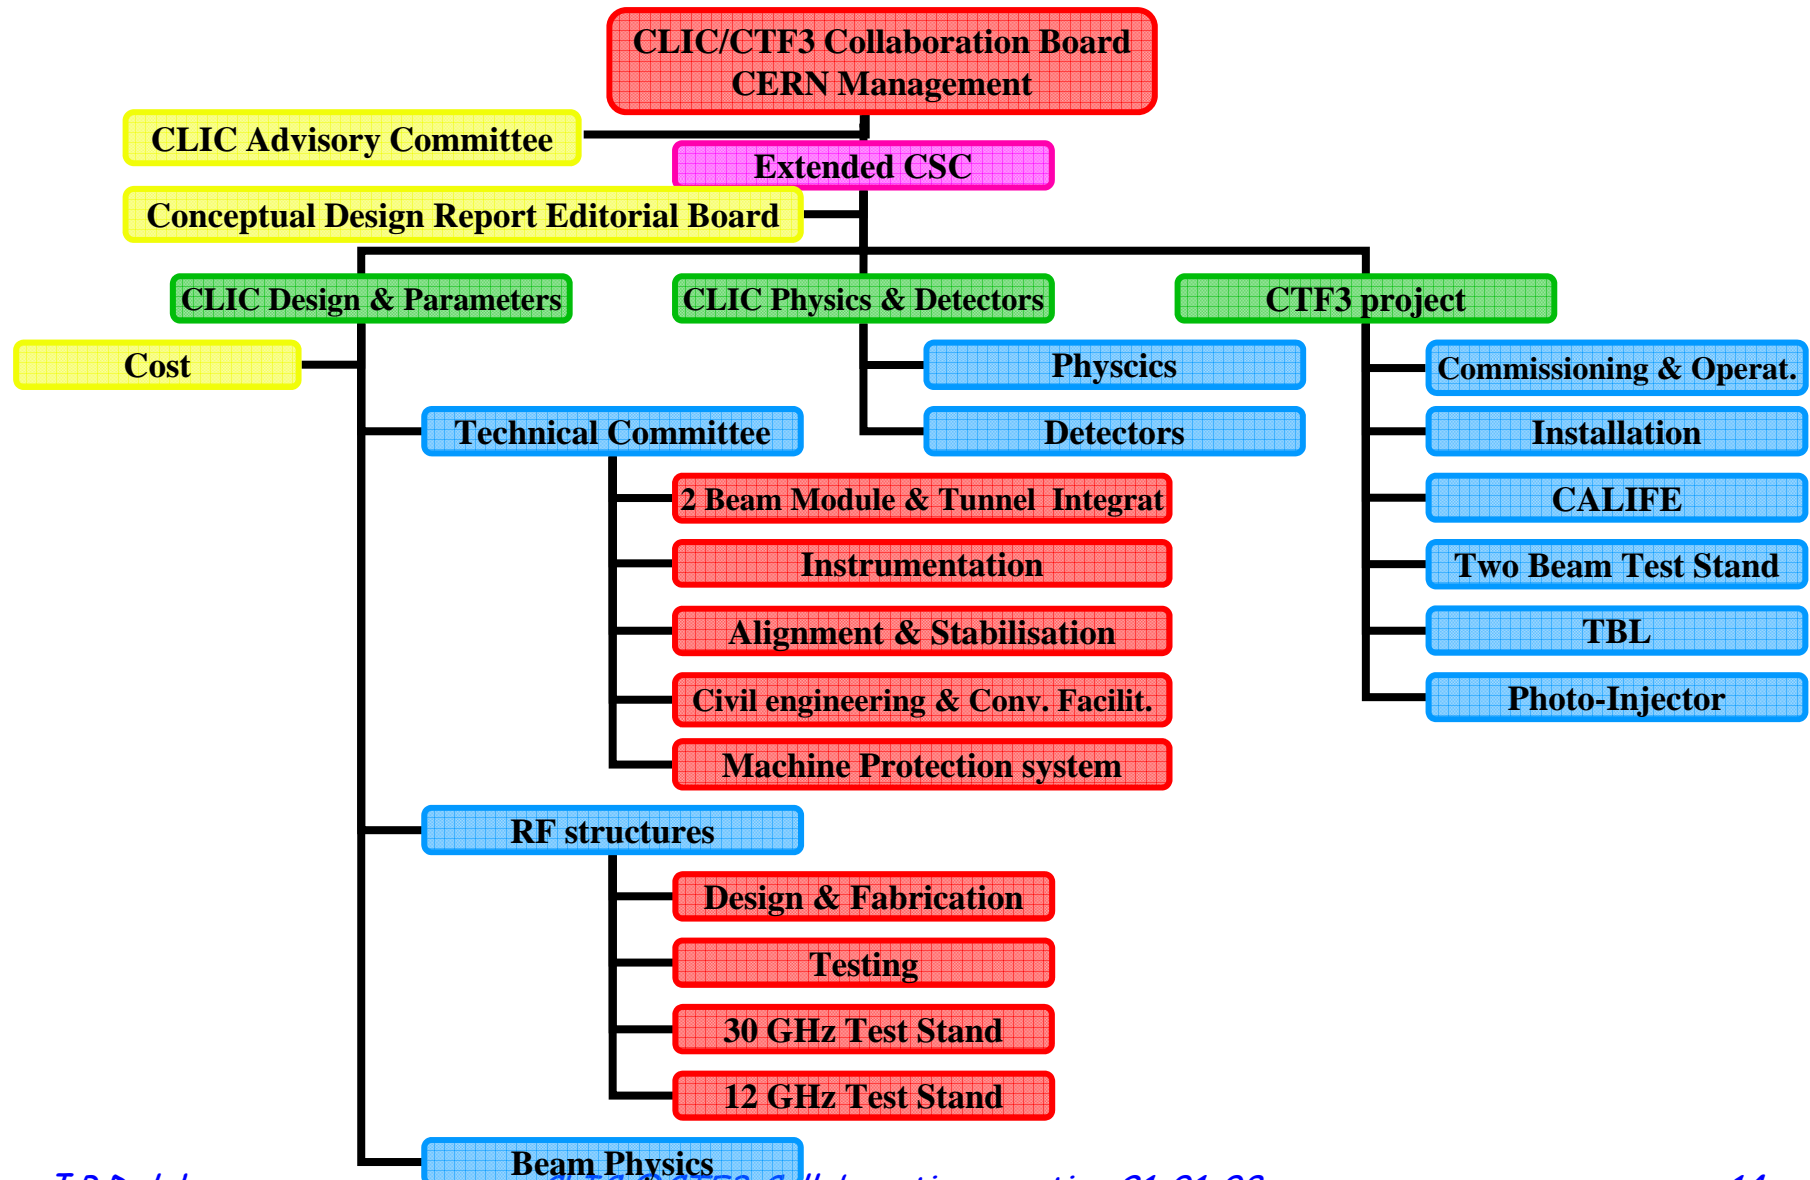 CLIC/CTF3 Collaboration Board
CERN Management
CLIC Advisory Committee
Extended CSC
Conceptual Design Report Editorial Board
CLIC Design & Parameters
CLIC Physics & Detectors
CTF3 project
Cost
Physcics
Commissioning & Operat.
Technical Committee
Detectors
Installation
2 Beam Module & Tunnel Integrat
CALIFE
Instrumentation
Two Beam Test Stand
Alignment & Stabilisation
TBL
Civil engineering & Conv. Facilit.
Photo-Injector
Machine Protection system
RF structures
Design & Fabrication
Testing
30 GHz Test Stand
12 GHz Test Stand
Beam Physics